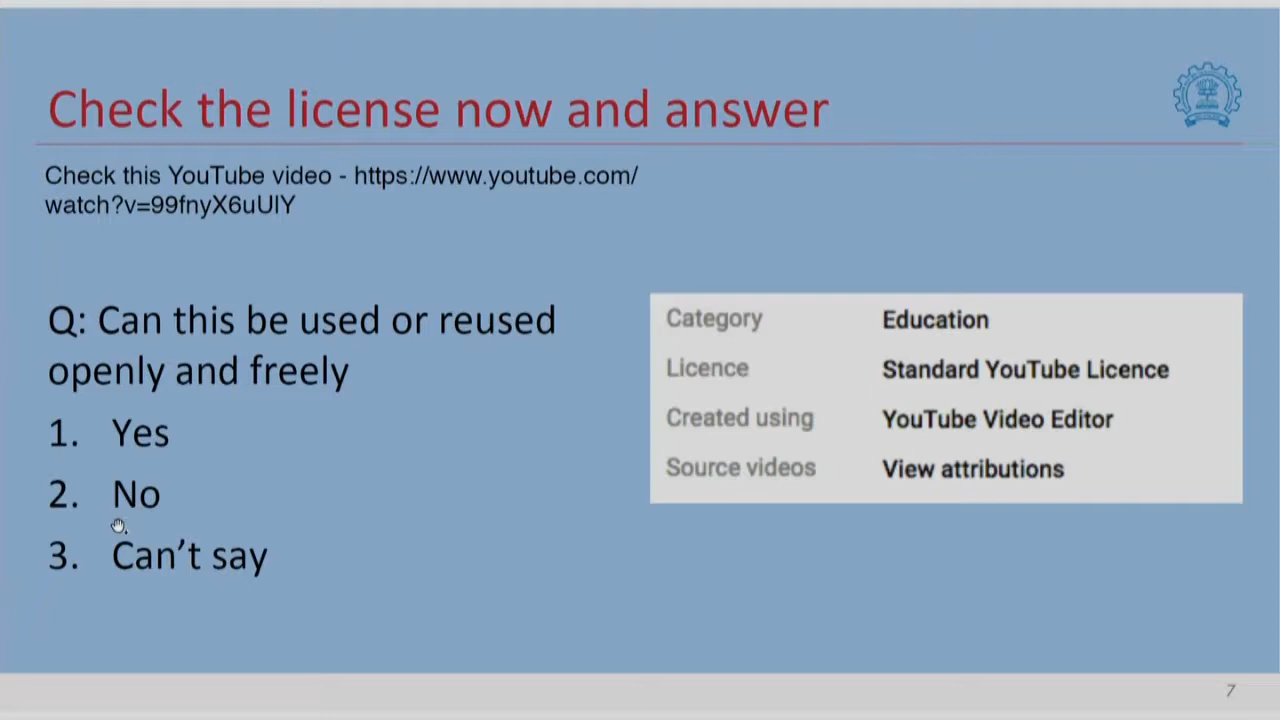 Check the license now and answer
Check this YouTube video - https://www.youtube.com/
watch?v=99fnyX6uUlY
Q: Can this be used or reused
openly and freely
1. Yes
2. No
3. Can't say
Category Education
Licence Standard YouTube Licence
Created using YouTube Video Editor
Source videos View attributions
7